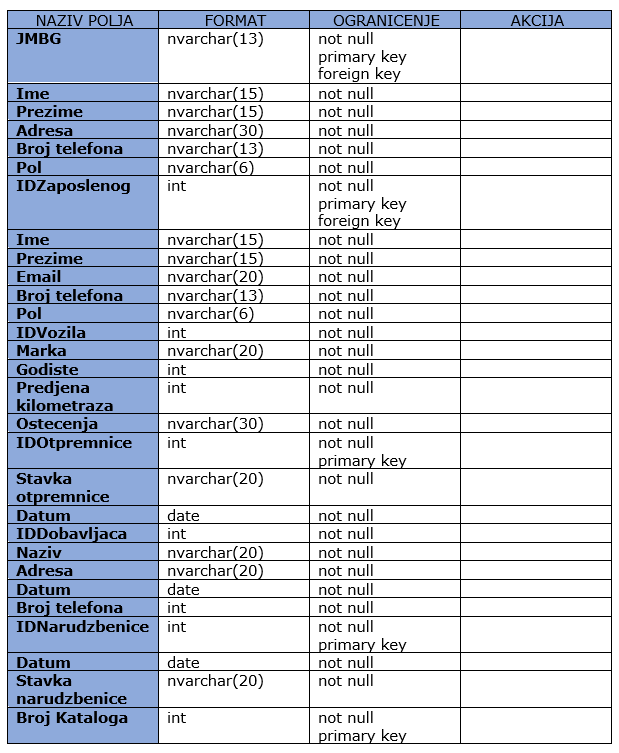 NAZIV POLJA FORMAT OGRANICENJE AKCIJA
JMBG nvarchar(13) not null
primary key
foreign key
Ime nvarchar(15) not null
Prezime nvarchar(15) not null
Adresa nvarchar(30) not null
Broj telefona nvarchar(13) not null
Pol nvarchar(6) not null
IDZaposlenog int not null
primary key
foreign key
Ime nvarchar(15) not null
Prezime nvarchar(15) not null
Email nvarchar(20) not null
Broj telefona nvarchar(13) not null
Pol nvarchar(6) not null
IDVozila int not null
Marka nvarchar(20) not null
Godiste int not null
Predjena int not null
kilometraza
Ostecenja nvarchar(30) not null
IDOtpremnice int not null
primary key
Stavka nvarchar(20) not null
otpremnice
Datum date not null
IDDobavljaca int not null
Naziv nvarchar(20) not null
Adresa nvarchar(20) not null
Datum date not null
Broj telefona int not null
IDNarudzbenice int not null
primary key
Datum date not null
Stavka nvarchar(20) not null
narudzbenice
Broj Kataloga int not null
primary key